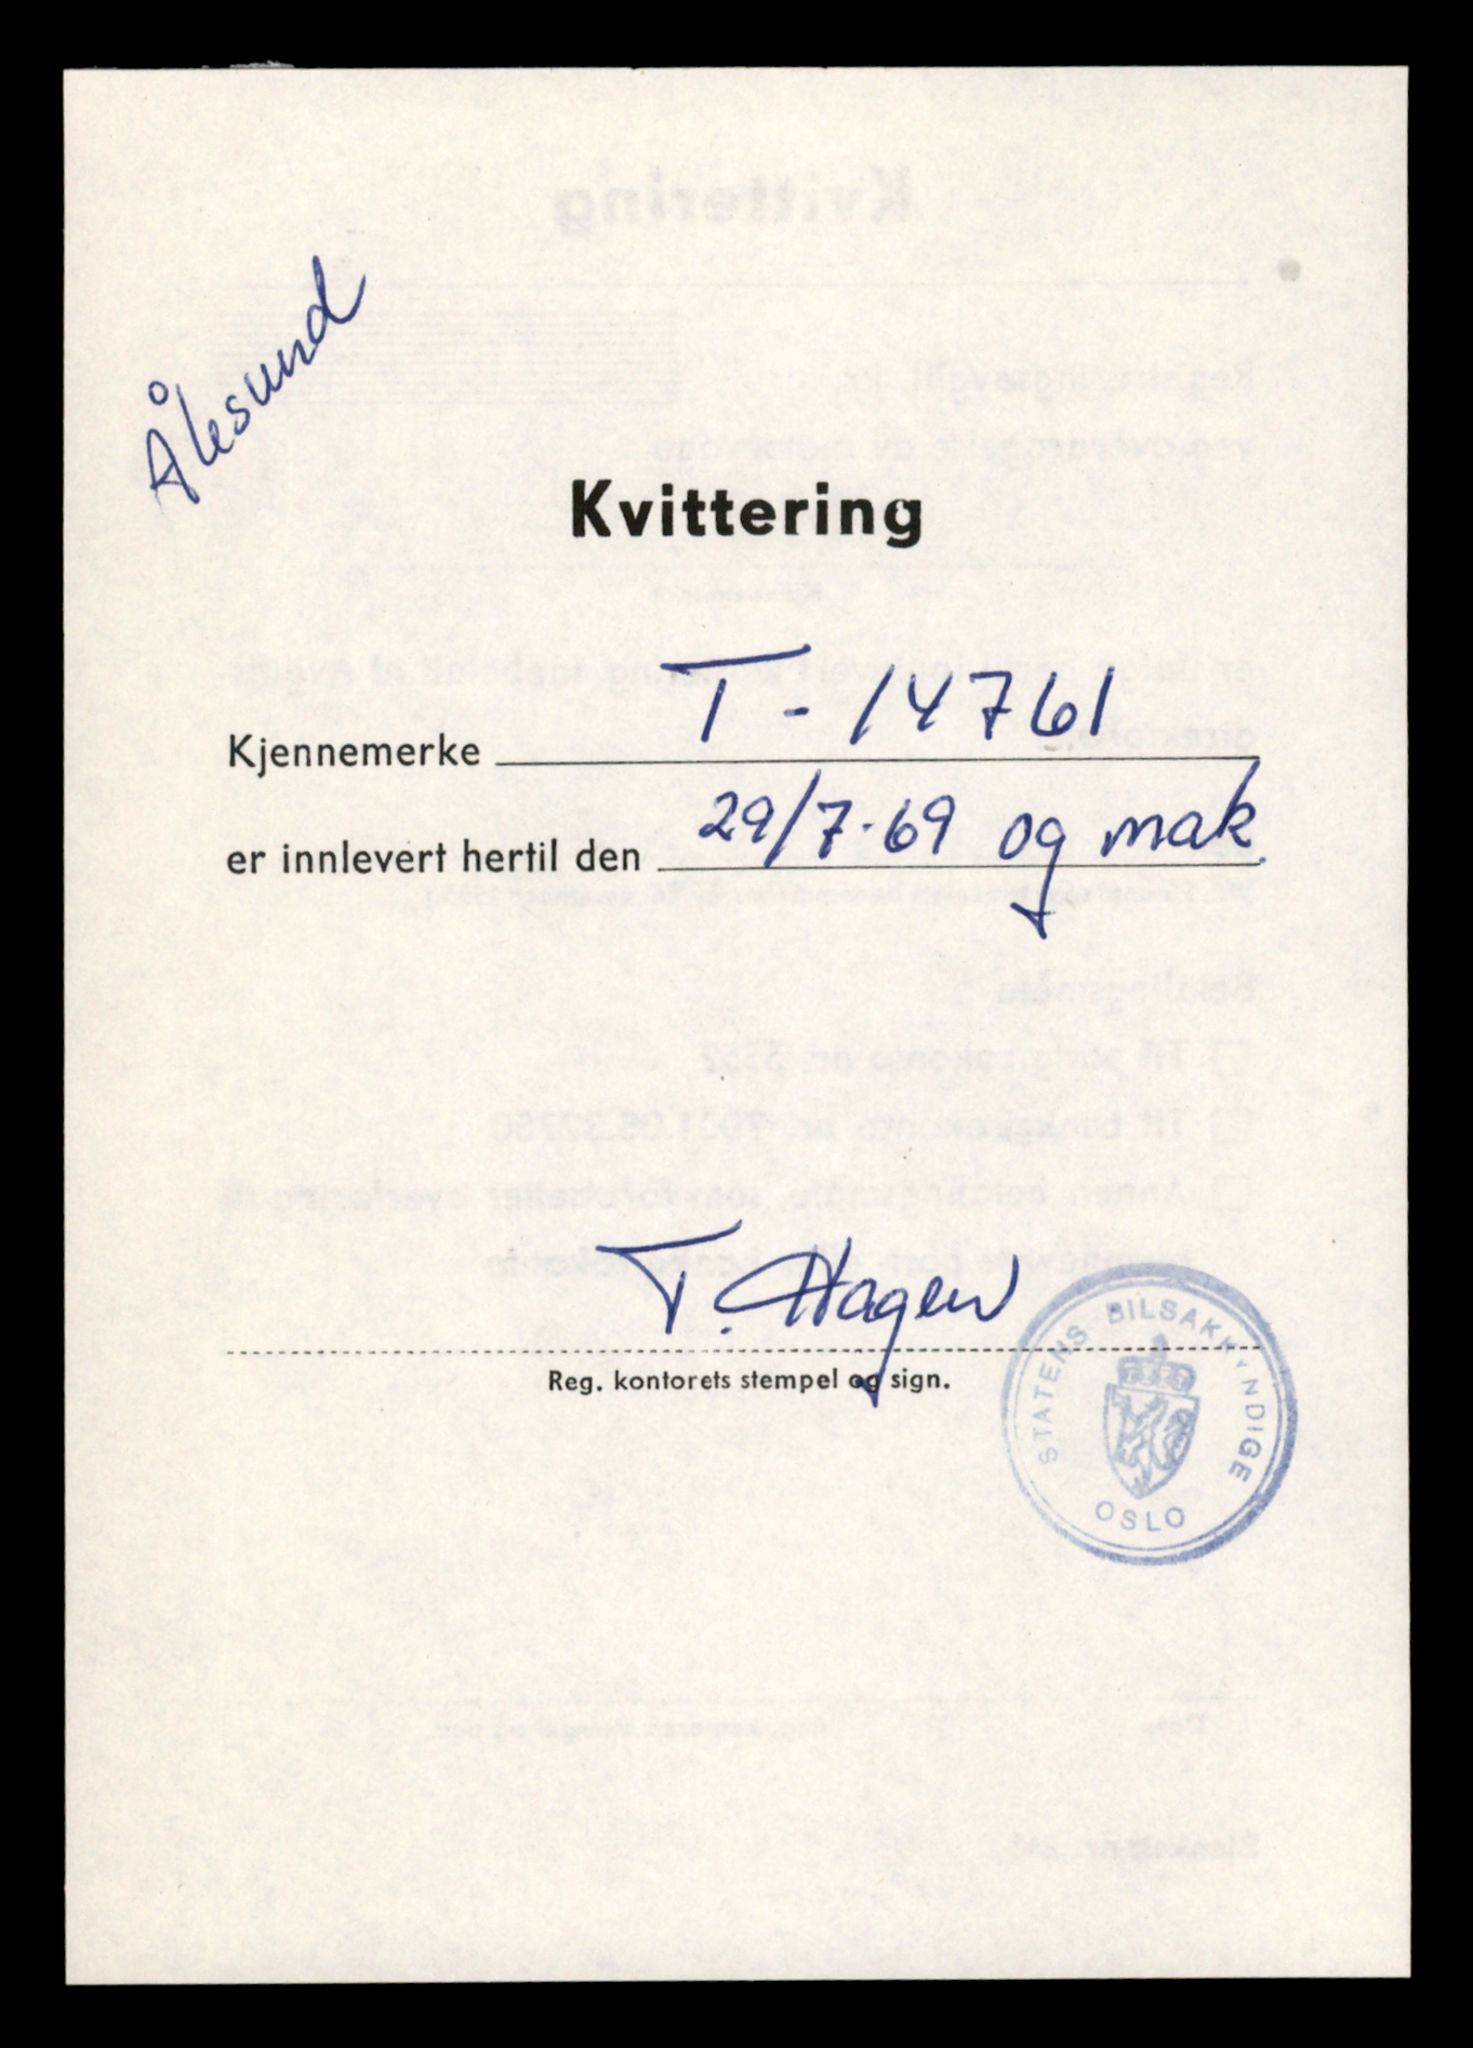 Ålesund
Kvittering
Kjennemerke T - 14761
er innlevert hertil den 29/7-69 og mak.
T. Hagen
Reg. kontorets stempel og sign.
STATENS BILSAKKYNDIGE
OSLO